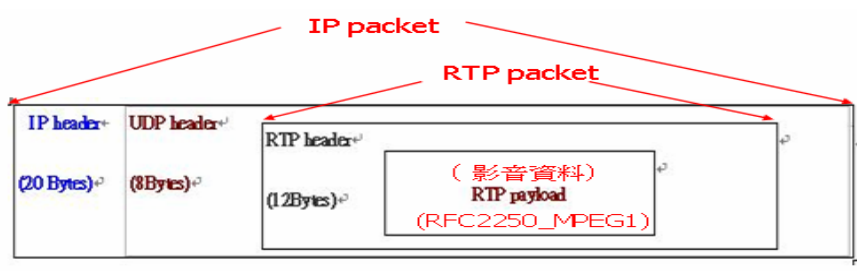 IP packet
RTP packet
IP header
UDP header
RTP header
(影音資料)
(20 Bytes)
(8Bytes)
(12Bytes)
RTP payload
(RFC2250_MPEG1)